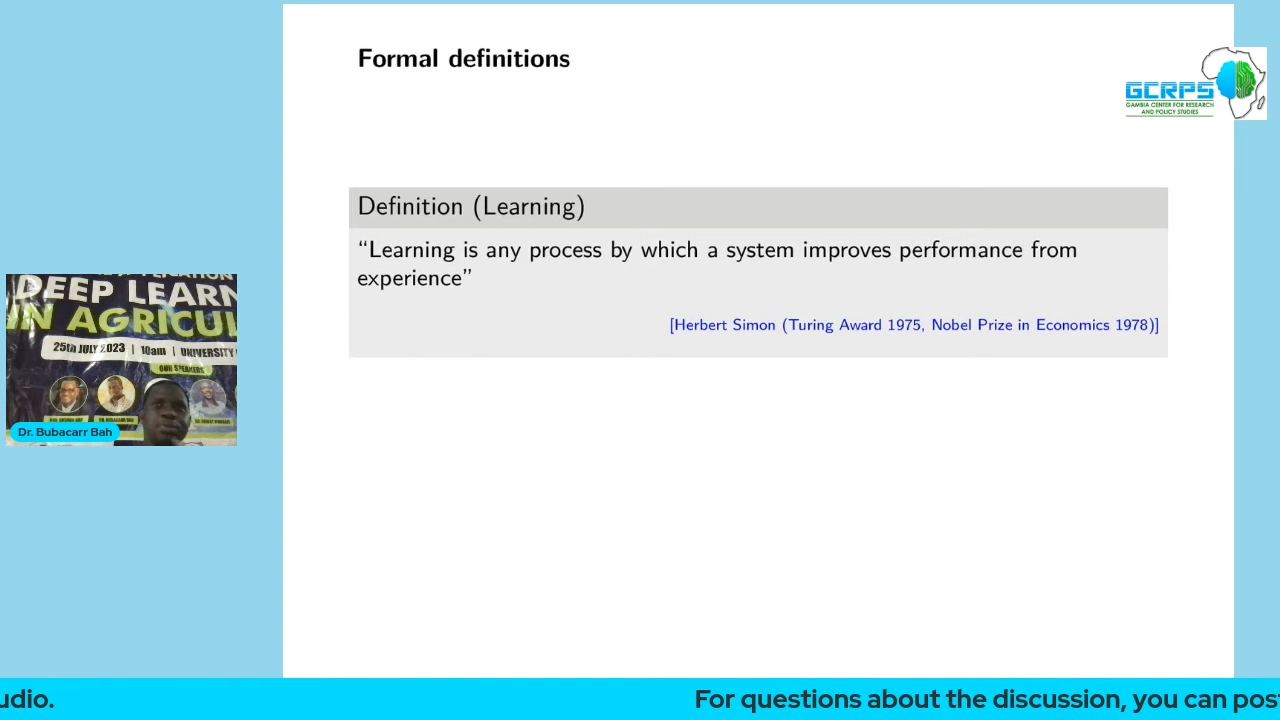 Formal definitions
GCRPS
GAMBIA CENTER FOR RESEARCH
AND POLICY STUDIES
Definition (Learning)
“Learning is any process by which a system improves performance from
experience”
[Herbert Simon (Turing Award 1975, Nobel Prize in Economics 1978)]
DEEP LEARN
IN AGRICUL
25th JULY 2023 | 10am | UNIVERSITY
OUR SPEAKERS
Dr. Bubacarr Bah
udio.
For questions about the discussion, you can post